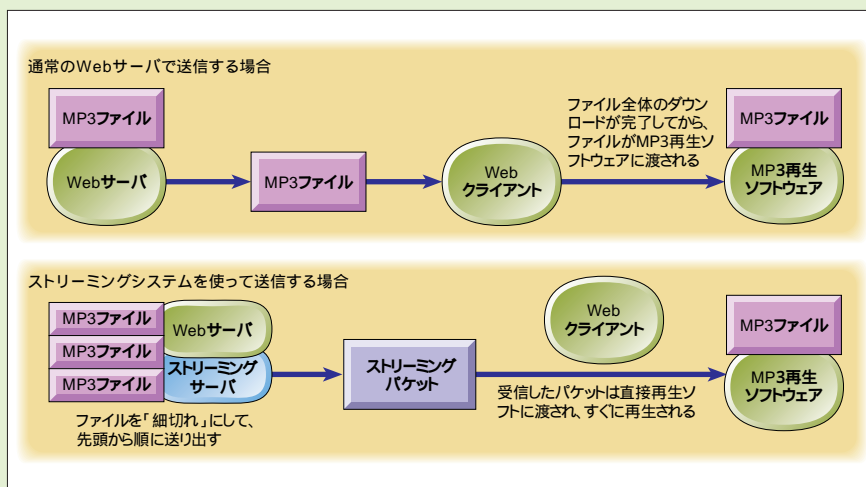 通常のWebサーバで送信する場合
MP3ファイル
Webサーバ
MP3ファイル
Web
クライアント
ファイル全体のダウン
ロードが完了してから、
ファイルがMP3再生ソ
フトウェアに渡される
MP3ファイル
MP3再生
ソフトウェア
ストリーミングシステムを使って送信する場合
MP3ファイル
MP3ファイル
MP3ファイル
Webサーバ
ストリーミング
サーバ
ファイルを「細切れ」にして、
先頭から順に送り出す
ストリーミング
パケット
Web
クライアント
受信したパケットは直接再生ソ
フトに渡され、すぐに再生される
MP3ファイル
MP3再生
ソフトウェア